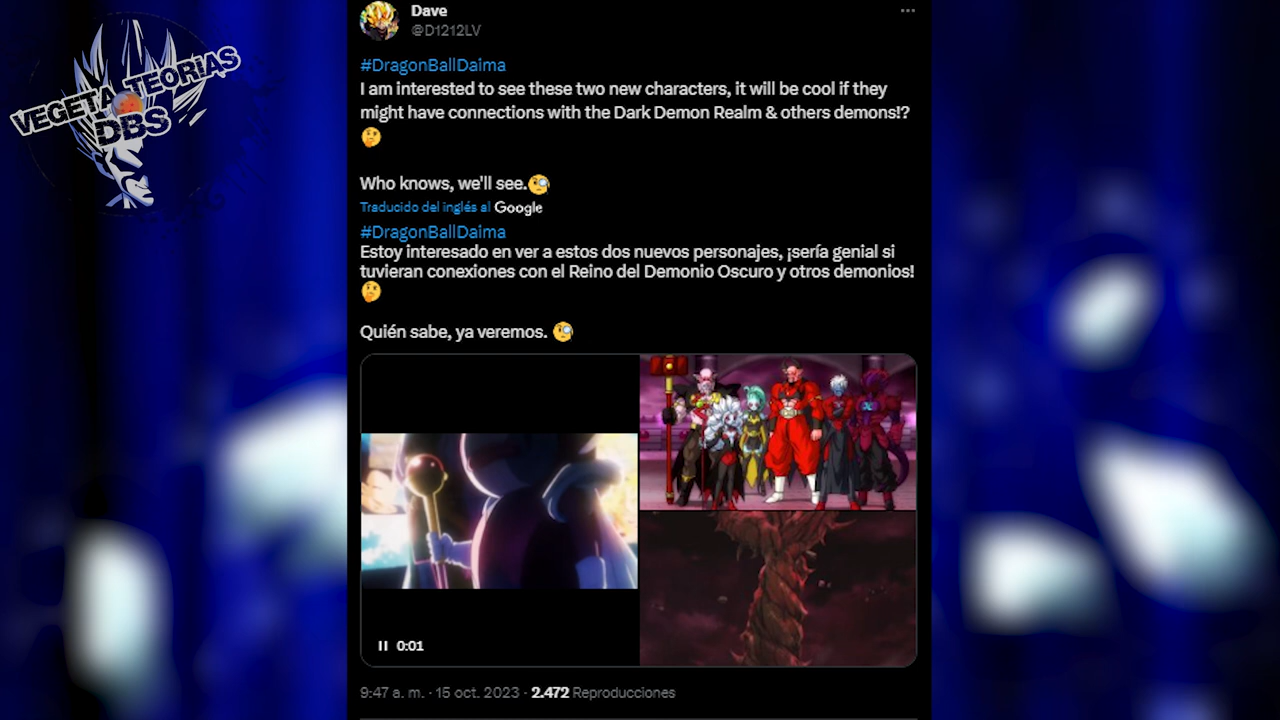 VEGETA TEORIAS
DBS
Dave
@D1212LV
#DragonBallDaima
I am interested to see these two new characters, it will be cool if they
might have connections with the Dark Demon Realm & others demons!?
🤔
Who knows, we'll see.🧐
Traducido del inglés al Google
#DragonBallDaima
Estoy interesado en ver a estos dos nuevos personajes, ¡sería genial si
tuvieran conexiones con el Reino del Demonio Oscuro y otros demonios!
🤔
Quién sabe, ya veremos. 🧐
0:01
9:47 a. m. · 15 oct. 2023 · 2.472 Reproducciones